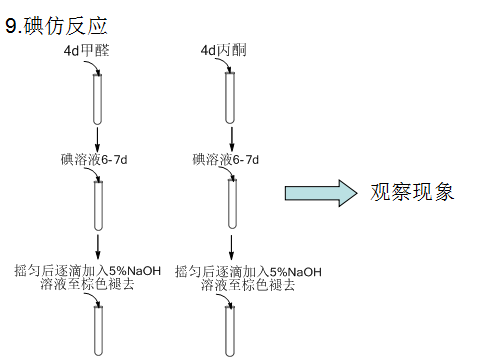 9.碘仿反应
4d甲醛
4d丙酮
碘溶液6-7d
碘溶液6-7d
观察现象
摇匀后逐滴加入5%NaOH
溶液至棕色褪去
摇匀后逐滴加入5%NaOH
溶液至棕色褪去